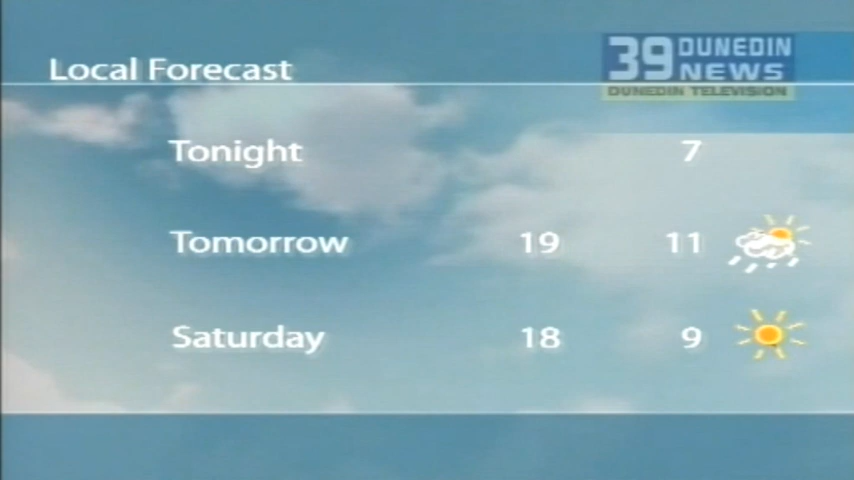 Local Forecast
39 DUNEDIN NEWS
DUNEDIN TELEVISION
Tonight 7
Tomorrow 19 11
Saturday 18 9